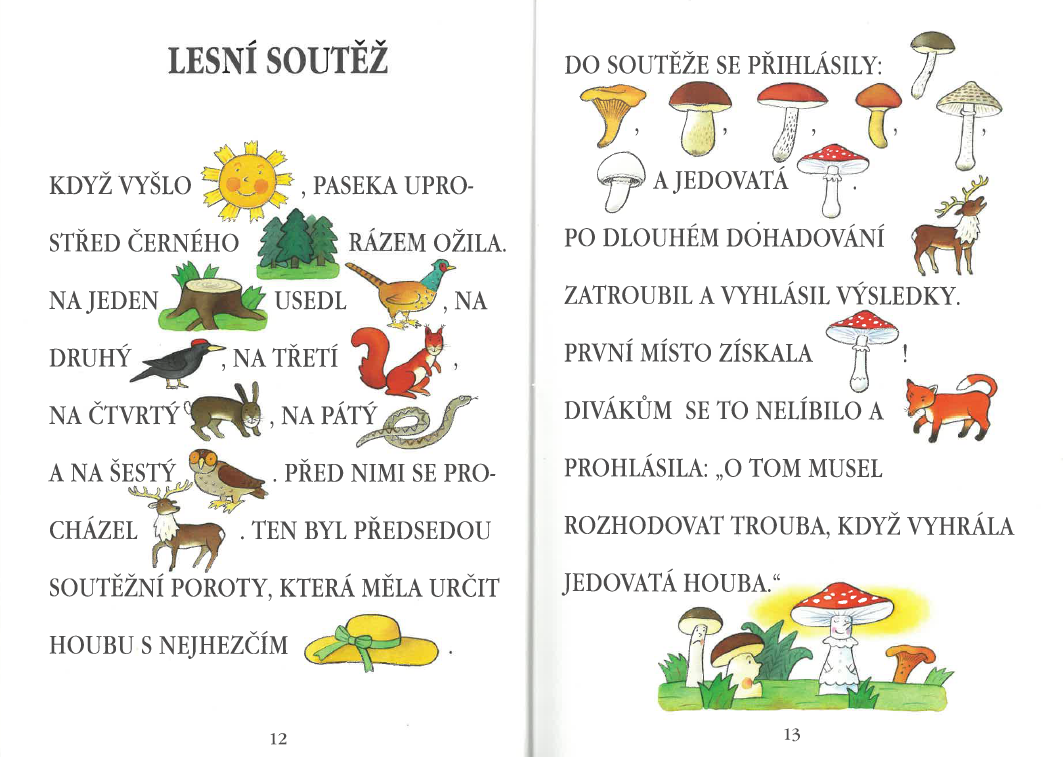 LESNÍ SOUTĚŽ
KDYŽ VYŠLO , PASEKA UPRO-
STŘED ČERNÉHO RÁZEM OŽILA.
NA JEDEN USEDL , NA
DRUHÝ , NA TŘETÍ ,
NA ČTVRTÝ , NA PÁTÝ
A NA ŠESTÝ . PŘED NIMI SE PRO-
CHÁZEL . TEN BYL PŘEDSEDOU
SOUTĚŽNÍ POROTY, KTERÁ MĚLA URČIT
HOUBU S NEJHEZČÍM .
12
DO SOUTĚŽE SE PŘIHLÁSILY:
, , , , ,
A JEDOVATÁ .
PO DLOUHÉM DOHADOVÁNÍ
ZATROUBIL A VYHLÁSIL VÝSLEDKY.
PRVNÍ MÍSTO ZÍSKALA !
DIVÁKŮM SE TO NELÍBILO A
PROHLÁSILA: „O TOM MUSEL
ROZHODOVAT TROUBA, KDYŽ VYHRÁLA
JEDOVATÁ HOUBA.“
13